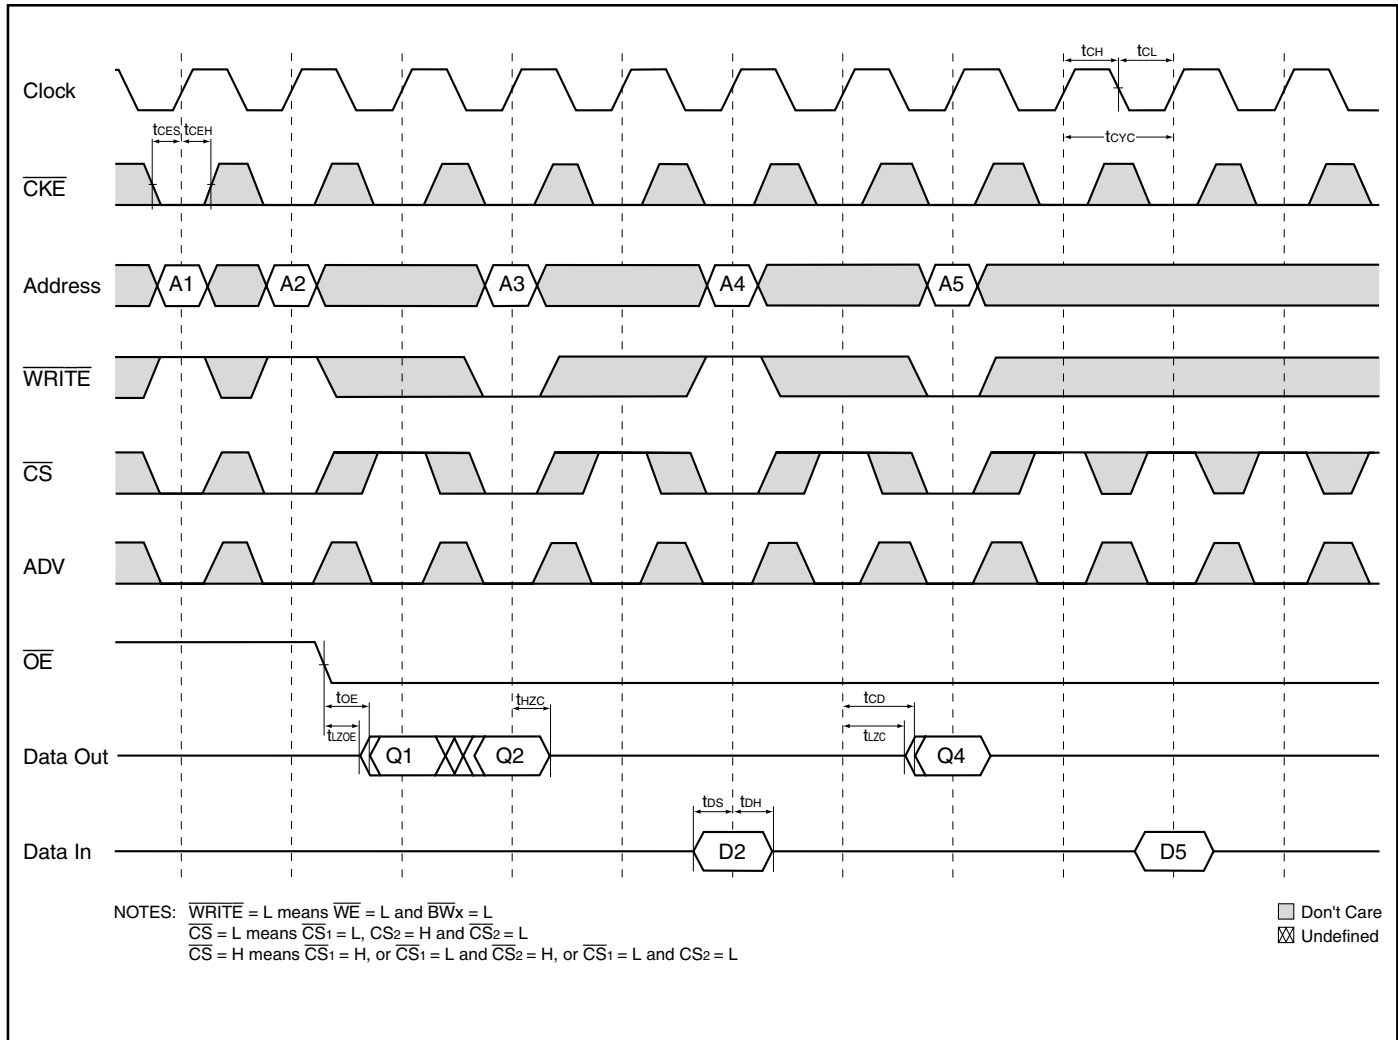 tCH tCL
Clock
tCES tCEH
tCYC
CKE
Address A1 A2 A3 A4 A5
WRITE
CS
ADV
OE
tOE tHZC tCD
tLZOE tLZC
Data Out Q1 Q2 Q4
tDS tDH
Data In D2 D5
NOTES: WRITE = L means WE = L and BWx = L
CS = L means CS1 = L, CS2 = H and CS2 = L
CS = H means CS1 = H, or CS1 = L and CS2 = H, or CS1 = L and CS2 = L
Don't Care
Undefined